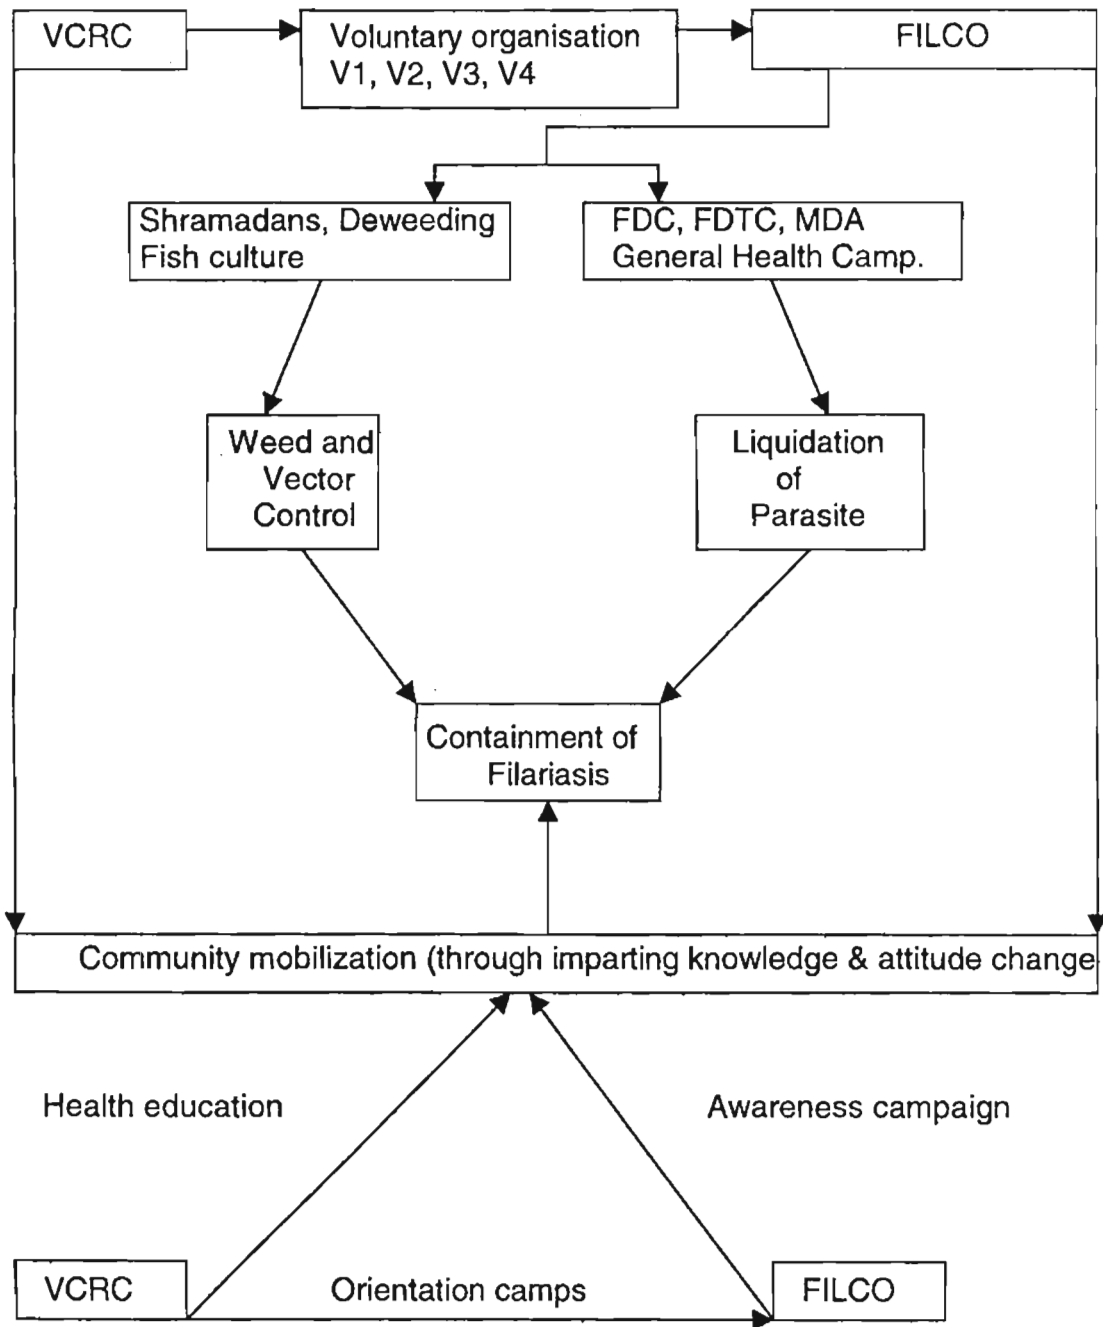 VCRC
Voluntary organisation
V1, V2, V3, V4
FILCO
Shramadans, Deweeding
Fish culture
FDC, FDTC, MDA
General Health Camp.
Weed and
Vector
Control
Liquidation
of
Parasite
Containment of
Filariasis
Community mobilization (through imparting knowledge & attitude change
Health education
Awareness campaign
VCRC
Orientation camps
FILCO